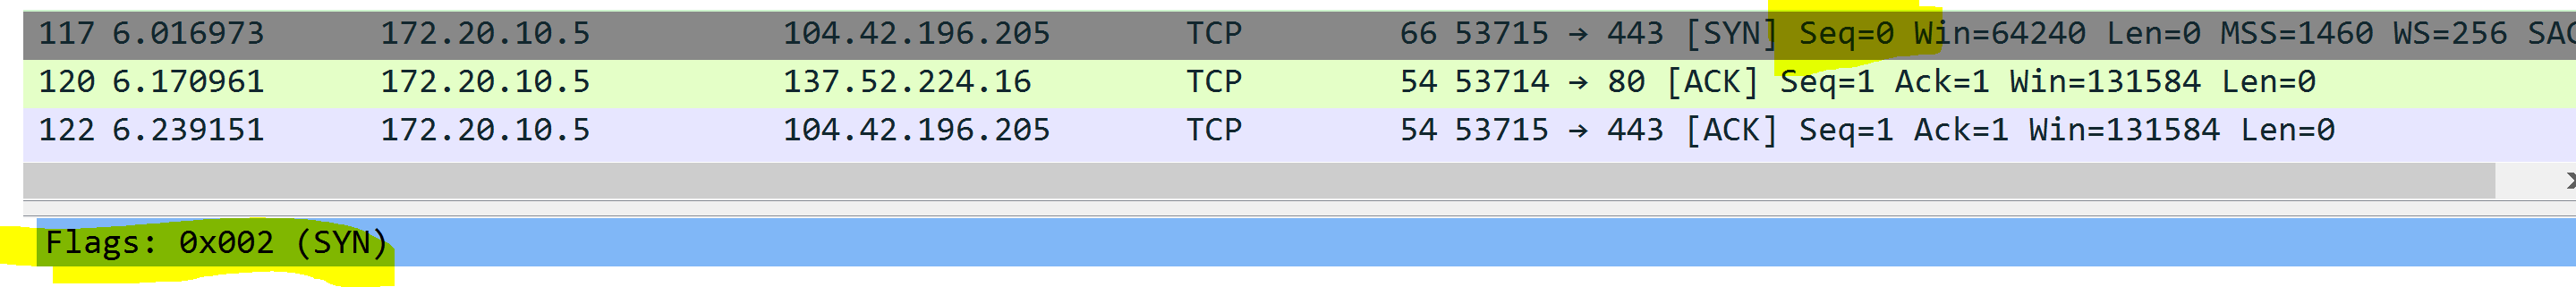 117 6.016973 172.20.10.5 104.42.196.205 TCP 66 53715 → 443 [SYN] Seq=0 Win=64240 Len=0 MSS=1460 WS=256 SAC
120 6.170961 172.20.10.5 137.52.224.16 TCP 54 53714 → 80 [ACK] Seq=1 Ack=1 Win=131584 Len=0
122 6.239151 172.20.10.5 104.42.196.205 TCP 54 53715 → 443 [ACK] Seq=1 Ack=1 Win=131584 Len=0
Flags: 0x002 (SYN)